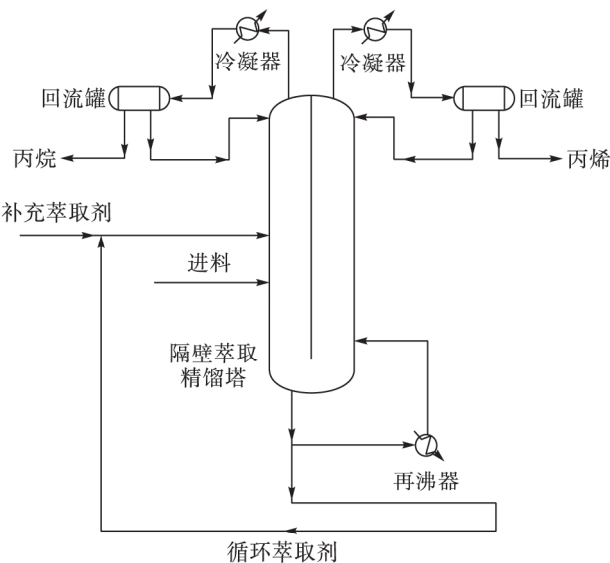 冷凝器
冷凝器
回流罐
回流罐
丙烷
丙烯
补充萃取剂
进料
隔壁萃取
精馏塔
再沸器
循环萃取剂